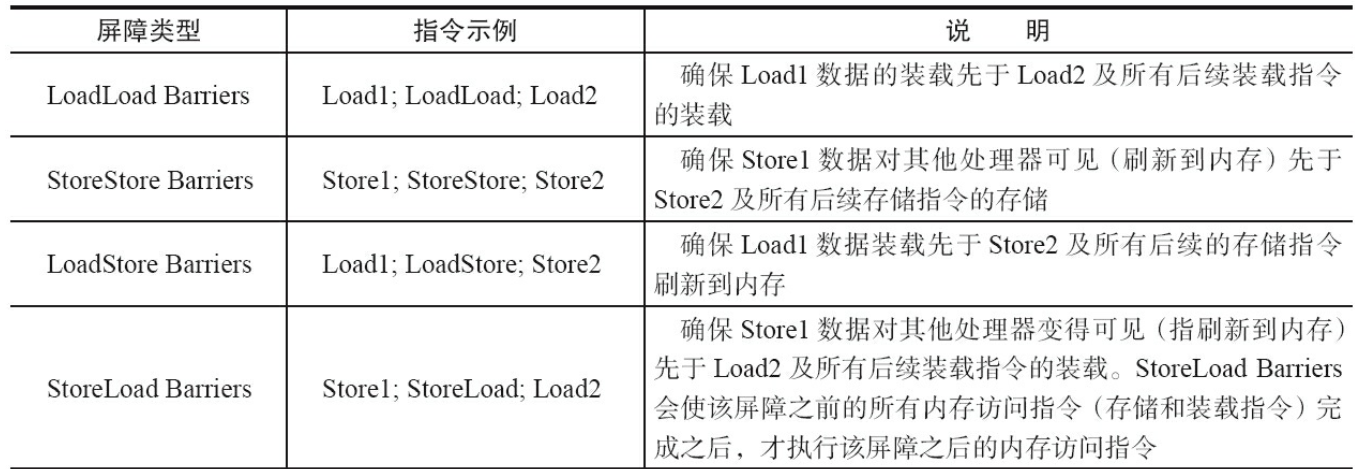 屏障类型 指令示例 说 明
LoadLoad Barriers Load1; LoadLoad; Load2 确保 Load1 数据的装载先于 Load2 及所有后续装载指令
的装载
StoreStore Barriers Store1; StoreStore; Store2 确保 Store1 数据对其他处理器可见（刷新到内存）先于
Store2 及所有后续存储指令的存储
LoadStore Barriers Load1; LoadStore; Store2 确保 Load1 数据装载先于 Store2 及所有后续的存储指令
刷新到内存
StoreLoad Barriers Store1; StoreLoad; Load2 确保 Store1 数据对其他处理器变得可见（指刷新到内存）
先于 Load2 及所有后续装载指令的装载。StoreLoad Barriers
会使该屏障之前的所有内存访问指令（存储和装载指令）完
成之后，才执行该屏障之后的内存访问指令